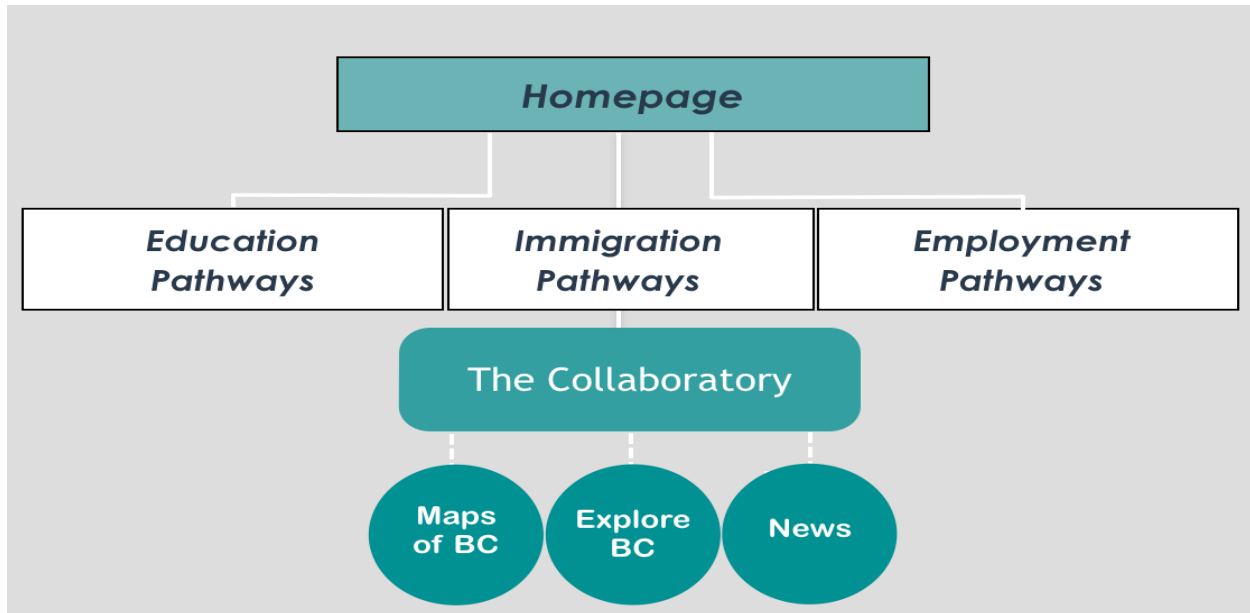 Homepage
Education
Pathways
Immigration
Pathways
Employment
Pathways
The Collaboratory
Maps
of BC
Explore
BC
News